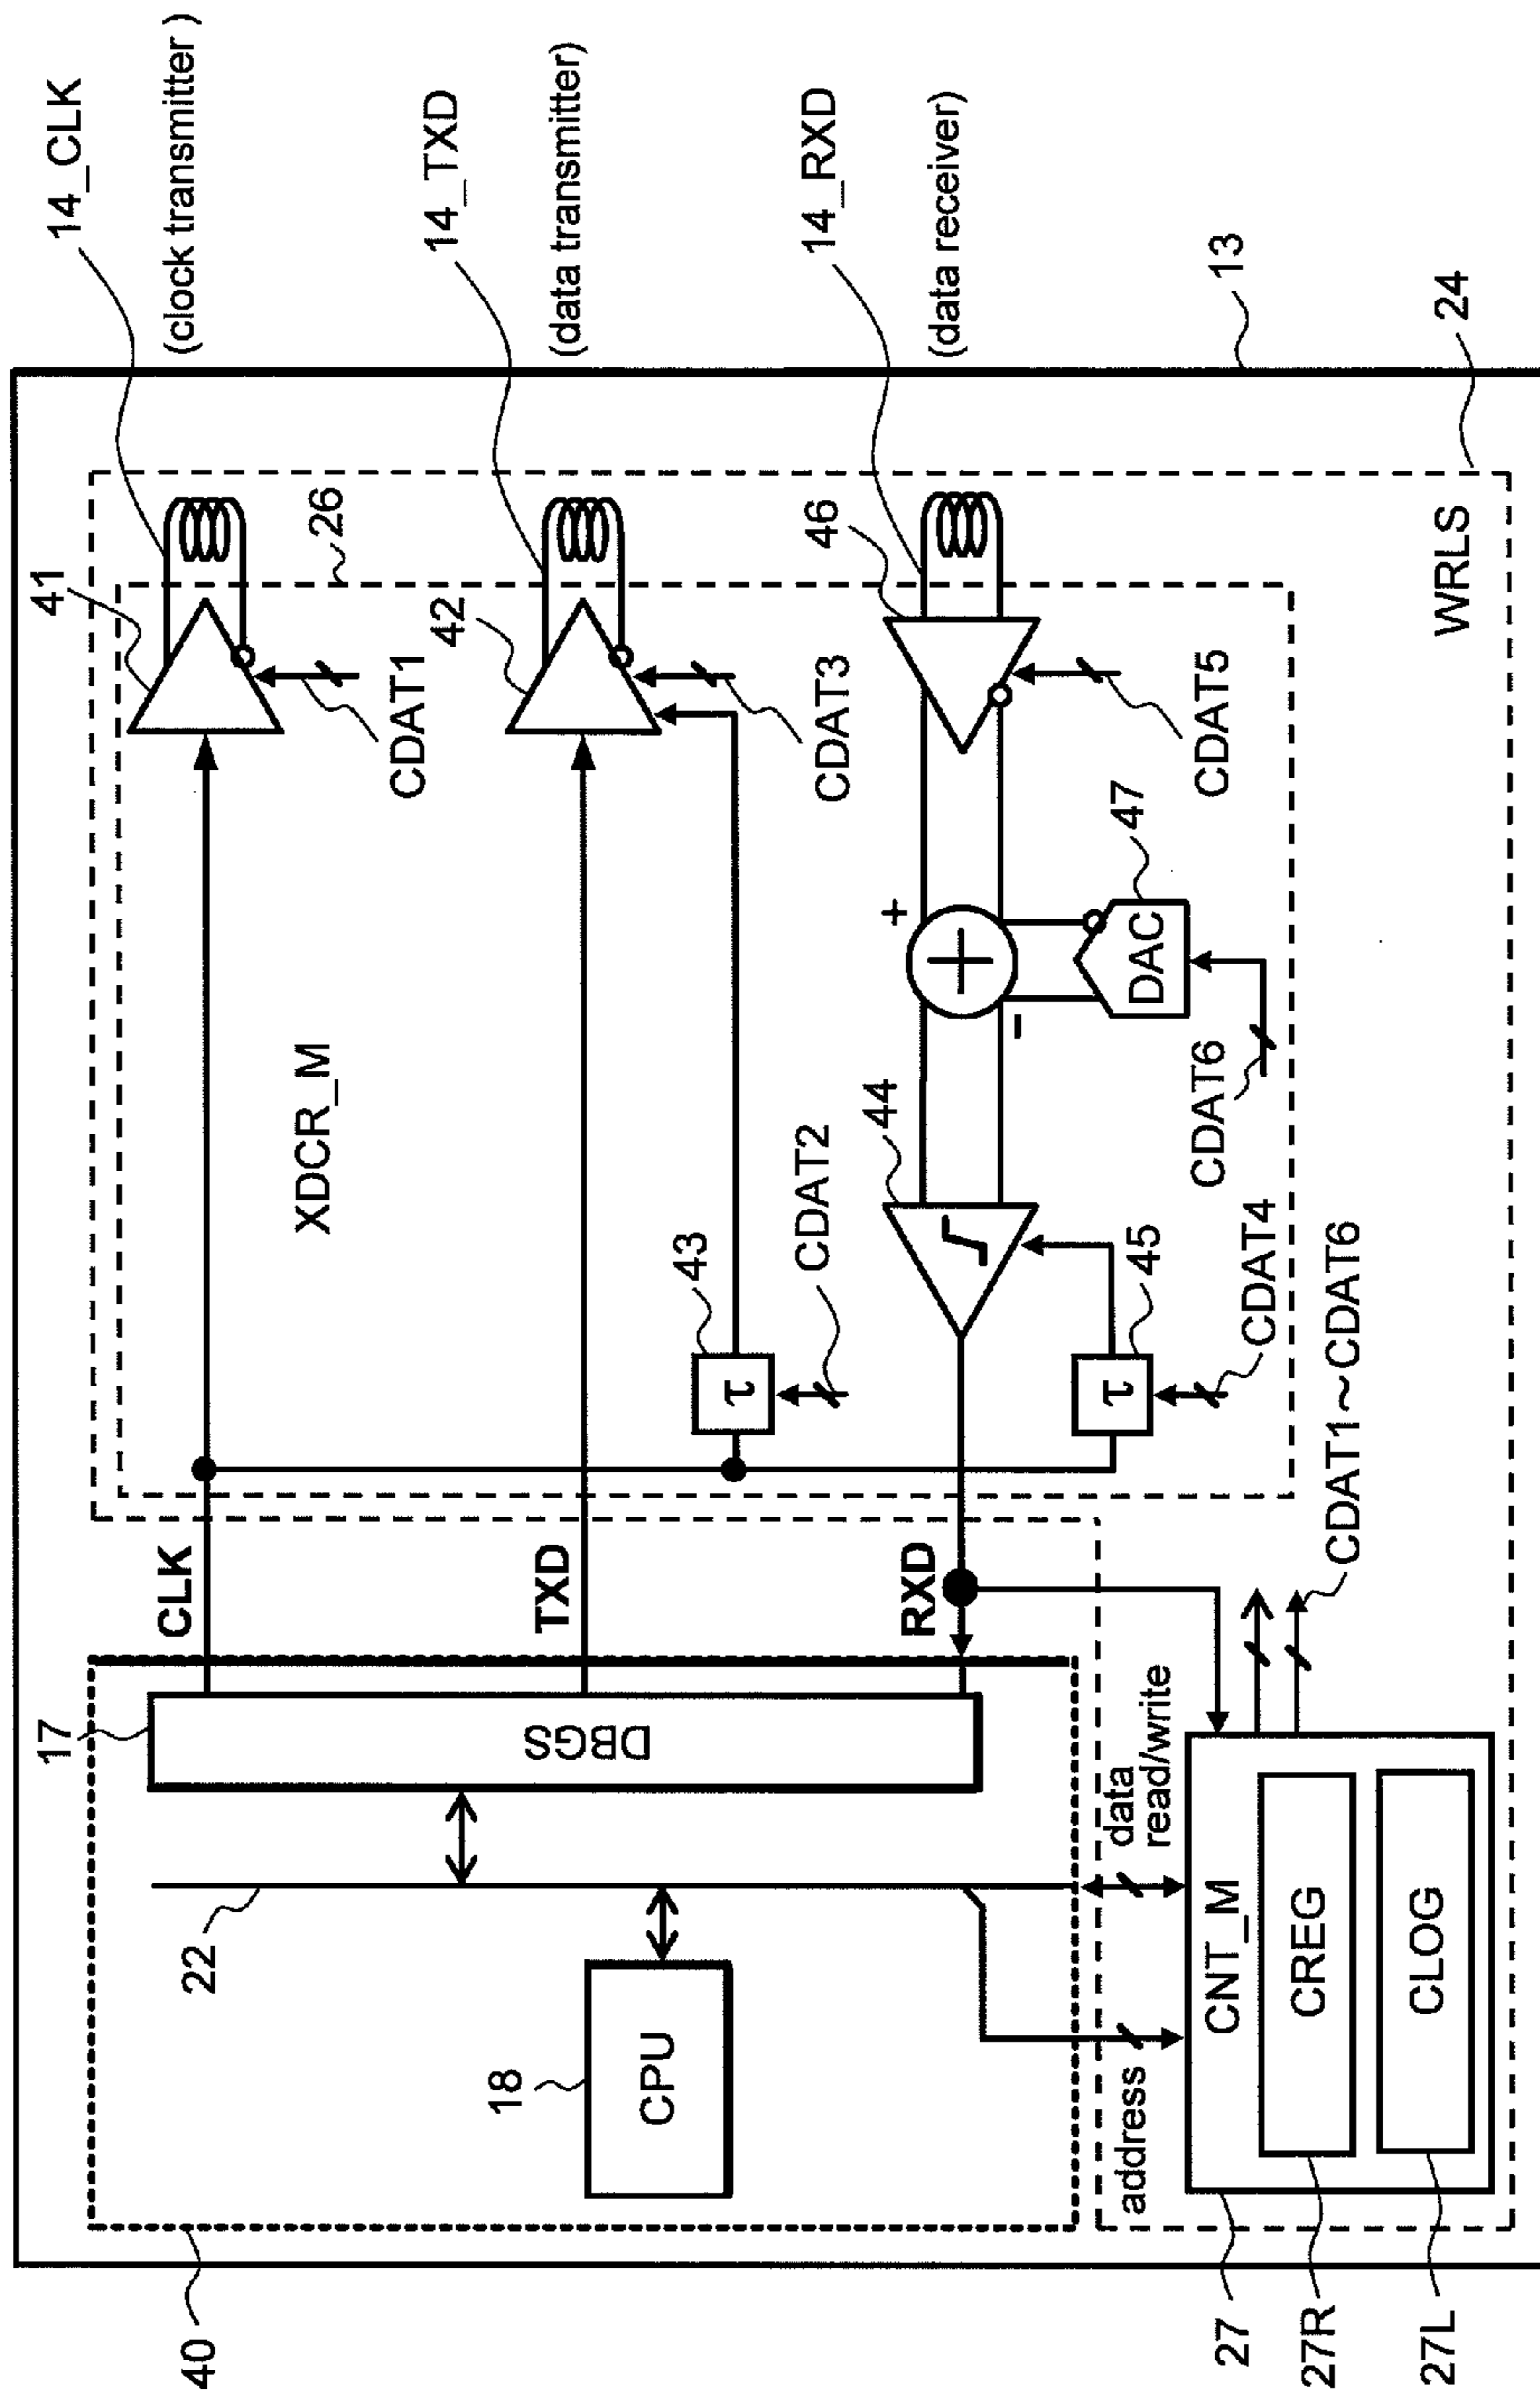 14_CLK
(clock transmitter )
14_TXD
(data transmitter)
14_RXD
(data receiver)
13
24
41
26
42
46
WRLS
CDAT1
CDAT3
CDAT5
47
+
-
DAC
CDAT6
XDCR_M
44
43
τ
CDAT2
45
τ
CDAT4
CDAT1~CDAT6
CLK
TXD
RXD
17
DBGS
22
18
CPU
data
read/write
address
CNT_M
CREG
CLOG
40
27
27R
27L